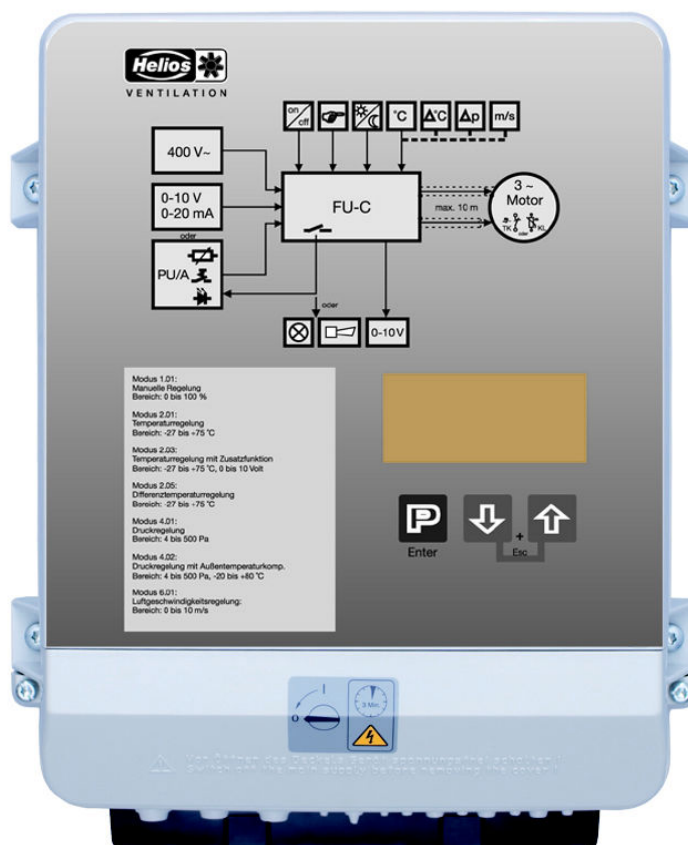 Helios
VENTILATION
on/off
°C
Δ°C
Δp
m/s
400 V~
0-10 V
0-20 mA
oder
PU/A
FU-C
max. 10 m
3 ~
Motor
TK oder KL
oder
0-10V
Modus 1.01:
Manuelle Regelung
Bereich: 0 bis 100 %
Modus 2.01:
Temperaturregelung
Bereich: -27 bis +75 °C
Modus 2.03:
Temperaturregelung mit Zusatzfunktion
Bereich: -27 bis +75 °C, 0 bis 10 Volt
Modus 2.05:
Differenztemperaturregelung
Bereich: -27 bis +75 °C
Modus 4.01:
Druckregelung
Bereich: 4 bis 500 Pa
Modus 4.02:
Druckregelung mit Außentemperaturkomp.
Bereich: 4 bis 500 Pa, -20 bis +80 °C
Modus 6.01:
Luftgeschwindigkeitsregelung:
Bereich: 0 bis 10 m/s
P
Enter
+
Esc
I
O
3 Min.